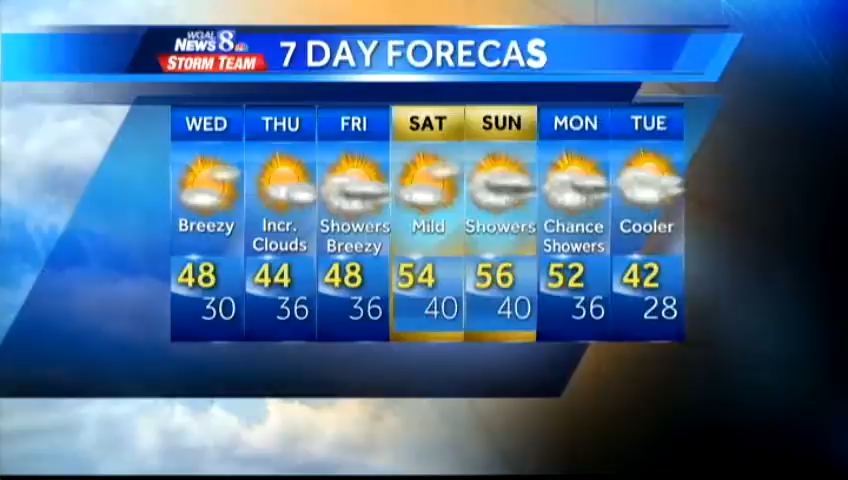 WGAL
NEWS 8
STORM TEAM
7 DAY FORECAS
WED THU FRI SAT SUN MON TUE
Breezy Incr. Clouds Showers Breezy Mild Showers Chance Showers Cooler
48 44 48 54 56 52 42
30 36 36 40 40 36 28